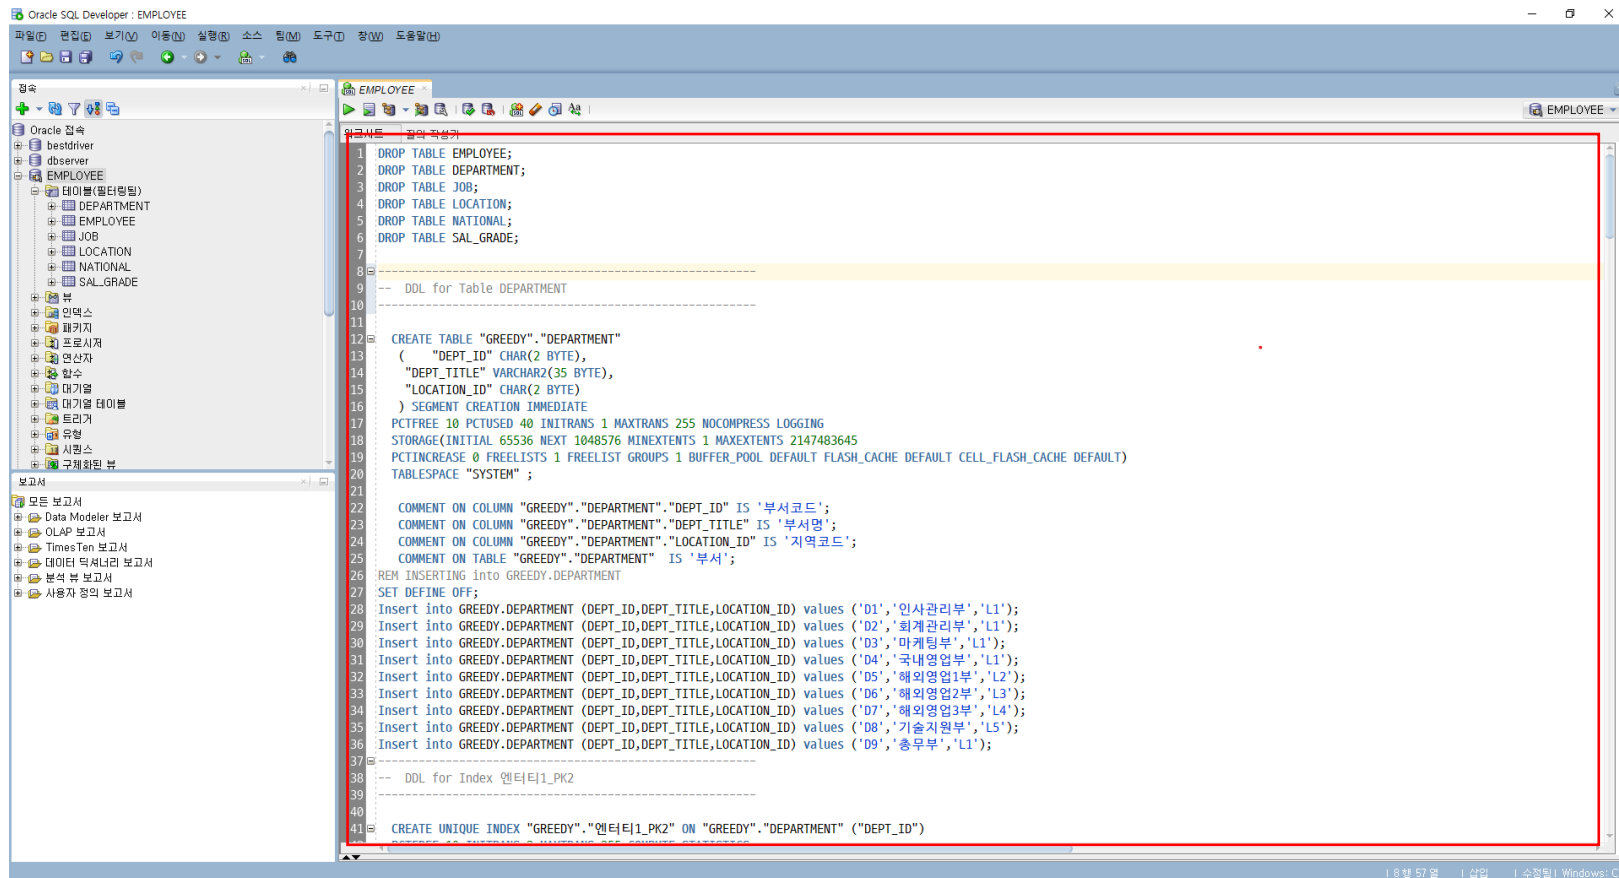 Oracle SQL Developer : EMPLOYEE
파일(F) 편집(E) 보기(V) 이동(N) 실행(R) 소스 팀(M) 도구(T) 창(W) 도움말(H)
접속
Oracle 접속
bestdriver
dbserver
EMPLOYEE
테이블(필터링됨)
DEPARTMENT
EMPLOYEE
JOB
LOCATION
NATIONAL
SAL_GRADE
뷰
인덱스
패키지
프로시저
연산자
함수
대기열
대기열 테이블
트리거
유형
시퀀스
구체화된 뷰
보고서
모든 보고서
Data Modeler 보고서
OLAP 보고서
TimesTen 보고서
데이터 딕셔너리 보고서
분석 뷰 보고서
사용자 정의 보고서
EMPLOYEE
EMPLOYEE
워크시트 질의 작성기
1 DROP TABLE EMPLOYEE;
2 DROP TABLE DEPARTMENT;
3 DROP TABLE JOB;
4 DROP TABLE LOCATION;
5 DROP TABLE NATIONAL;
6 DROP TABLE SAL_GRADE;
7
8 --------------------------------------------------------
9 --  DDL for Table DEPARTMENT
10 --------------------------------------------------------
11
12 CREATE TABLE "GREEDY"."DEPARTMENT"
13 ( "DEPT_ID" CHAR(2 BYTE),
14 "DEPT_TITLE" VARCHAR2(35 BYTE),
15 "LOCATION_ID" CHAR(2 BYTE)
16 ) SEGMENT CREATION IMMEDIATE
17 PCTFREE 10 PCTUSED 40 INITRANS 1 MAXTRANS 255 NOCOMPRESS LOGGING
18 STORAGE(INITIAL 65536 NEXT 1048576 MINEXTENTS 1 MAXEXTENTS 2147483645
19 PCTINCREASE 0 FREELISTS 1 FREELIST GROUPS 1 BUFFER_POOL DEFAULT FLASH_CACHE DEFAULT CELL_FLASH_CACHE DEFAULT)
20 TABLESPACE "SYSTEM" ;
21
22 COMMENT ON COLUMN "GREEDY"."DEPARTMENT"."DEPT_ID" IS '부서코드';
23 COMMENT ON COLUMN "GREEDY"."DEPARTMENT"."DEPT_TITLE" IS '부서명';
24 COMMENT ON COLUMN "GREEDY"."DEPARTMENT"."LOCATION_ID" IS '지역코드';
25 COMMENT ON TABLE "GREEDY"."DEPARTMENT"  IS '부서';
26 REM INSERTING into GREEDY.DEPARTMENT
27 SET DEFINE OFF;
28 Insert into GREEDY.DEPARTMENT (DEPT_ID,DEPT_TITLE,LOCATION_ID) values ('D1','인사관리부','L1');
29 Insert into GREEDY.DEPARTMENT (DEPT_ID,DEPT_TITLE,LOCATION_ID) values ('D2','회계관리부','L1');
30 Insert into GREEDY.DEPARTMENT (DEPT_ID,DEPT_TITLE,LOCATION_ID) values ('D3','마케팅부','L1');
31 Insert into GREEDY.DEPARTMENT (DEPT_ID,DEPT_TITLE,LOCATION_ID) values ('D4','국내영업부','L1');
32 Insert into GREEDY.DEPARTMENT (DEPT_ID,DEPT_TITLE,LOCATION_ID) values ('D5','해외영업1부','L2');
33 Insert into GREEDY.DEPARTMENT (DEPT_ID,DEPT_TITLE,LOCATION_ID) values ('D6','해외영업2부','L3');
34 Insert into GREEDY.DEPARTMENT (DEPT_ID,DEPT_TITLE,LOCATION_ID) values ('D7','해외영업3부','L4');
35 Insert into GREEDY.DEPARTMENT (DEPT_ID,DEPT_TITLE,LOCATION_ID) values ('D8','기술지원부','L5');
36 Insert into GREEDY.DEPARTMENT (DEPT_ID,DEPT_TITLE,LOCATION_ID) values ('D9','총무부','L1');
37 --------------------------------------------------------
38 --  DDL for Index 엔터티1_PK2
39 --------------------------------------------------------
40
41 CREATE UNIQUE INDEX "GREEDY"."엔터티1_PK2" ON "GREEDY"."DEPARTMENT" ("DEPT_ID")
PCTFREE 10 INITRANS 2 MAXTRANS 255 COMPUTE STATISTICS
8행 57열 삽입 수정됨 Windows: C